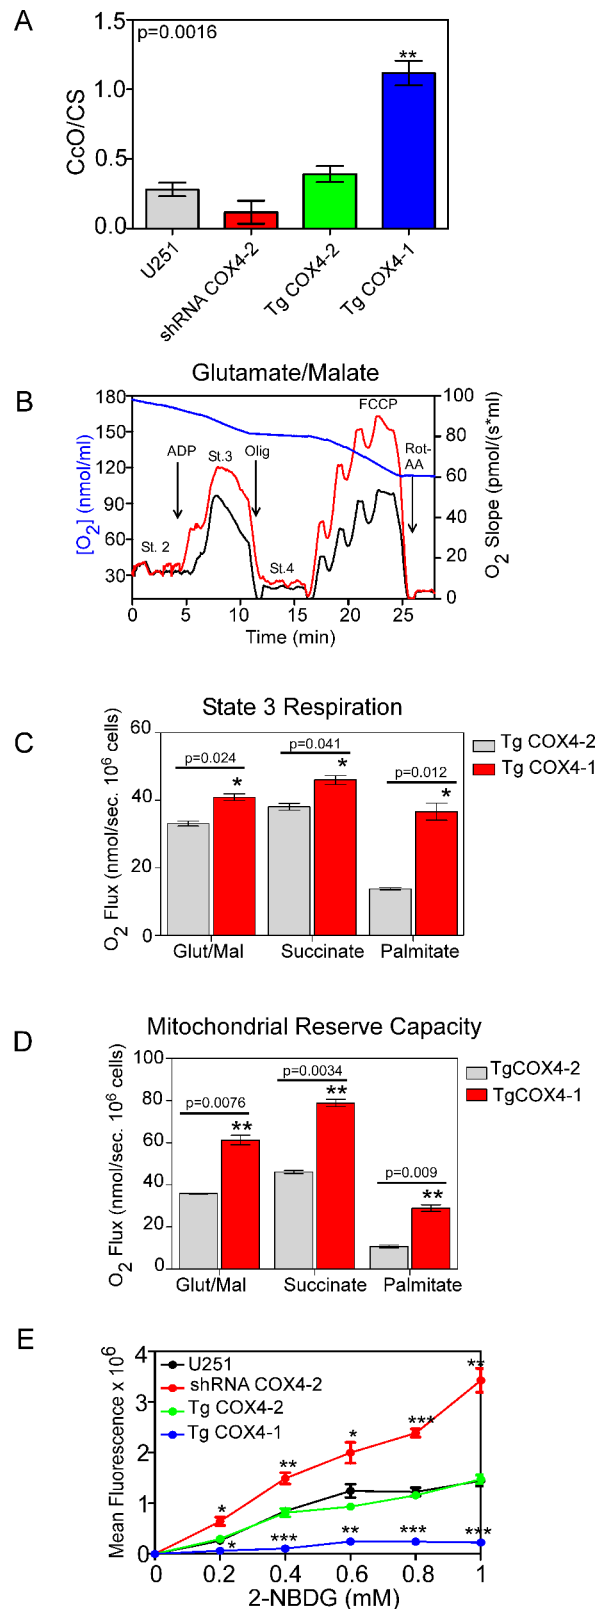 A
p=0.0016
**
CcO/CS
1.5
1.0
0.5
0.0
U251
shRNA COX4-2
Tg COX4-2
Tg COX4-1
B
Glutamate/Malate
[O2] (nmol/ml)
180
150
120
90
60
30
ADP
St. 2
St.3
Olig
St.4
FCCP
Rot-
AA
100
80
60
40
20
0
O2 Slope (pmol/(s*ml)
0 5 10 15 20 25
Time (min)
C
State 3 Respiration
O2 Flux (nmol/sec. 10^6 cells)
60
40
20
0
p=0.024
*
p=0.041
*
p=0.012
*
Tg COX4-2
Tg COX4-1
Glut/Mal Succinate Palmitate
D
Mitochondrial Reserve Capacity
O2 Flux (nmol/sec. 10^6 cells)
100
80
60
40
20
0
p=0.0076
**
p=0.0034
**
p=0.009
**
TgCOX4-2
TgCOX4-1
Glut/Mal Succinate Palmitate
E
Mean Fluorescence x 10^6
4
3
2
1
0
U251
shRNA COX4-2
Tg COX4-2
Tg COX4-1
* ** * *** **
* *** ** *** ***
0 0.2 0.4 0.6 0.8 1
2-NBDG (mM)